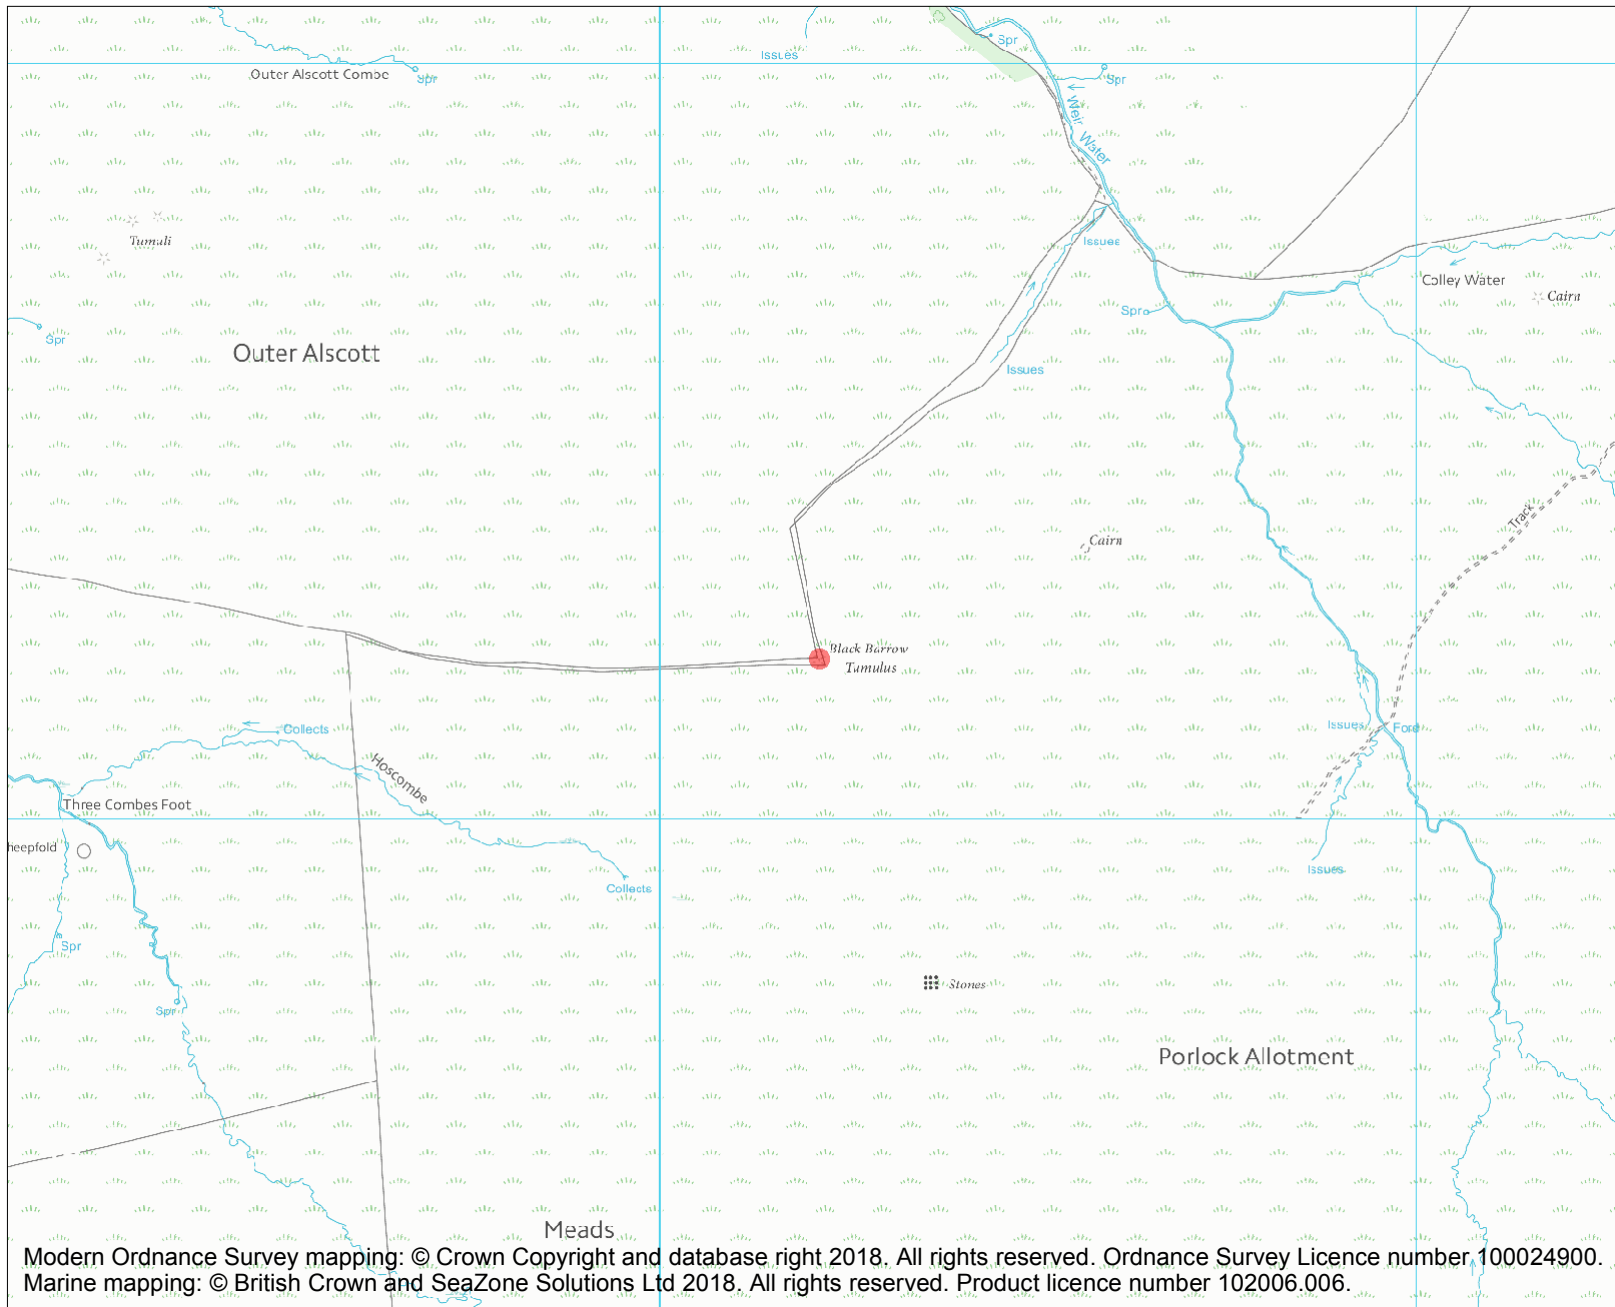 Issues
Spr
Outer Alscott Combe
Spr
Spr
Weir Water
Tumuli
Issues
Colley Water
Cairn
Spr
Spr
Outer Alscott
Issues
Track
Cairn
Black Barrow
Tumulus
Issues
Ford
Collects
Hoscombe
Three Combes Foot
heepfold
Issues
Collects
Spr
Stones
Spr
Porlock Allotment
Meads
Modern Ordnance Survey mapping: © Crown Copyright and database right 2018. All rights reserved. Ordnance Survey Licence number 100024900.
Marine mapping: © British Crown and SeaZone Solutions Ltd 2018. All rights reserved. Product licence number 102006.006.